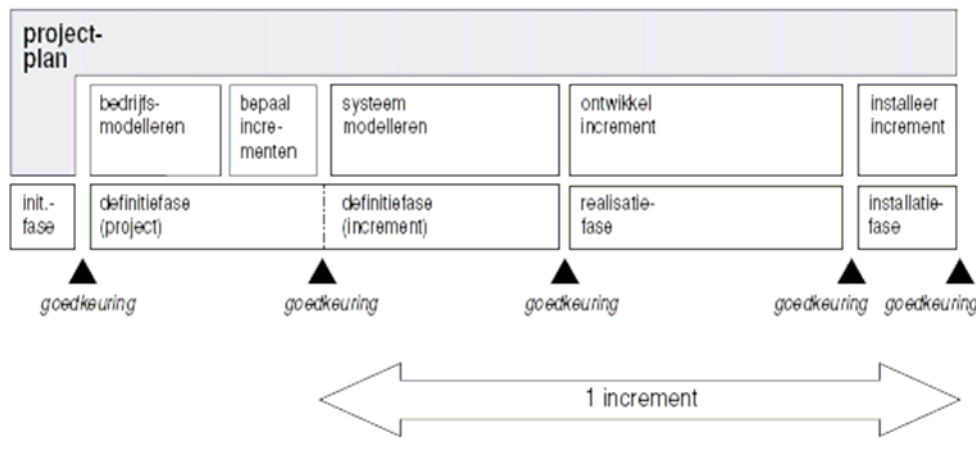 project-
plan
bedrijfs-
modelleren
bepaal
incre-
menten
systeem
modelleren
ontwikkel
increment
installeer
increment
init.-
fase
definitiefase
(project)
definitiefase
(increment)
realisatie-
fase
installatie-
fase
goedkeuring
goedkeuring
goedkeuring
goedkeuring
goedkeuring
1 increment